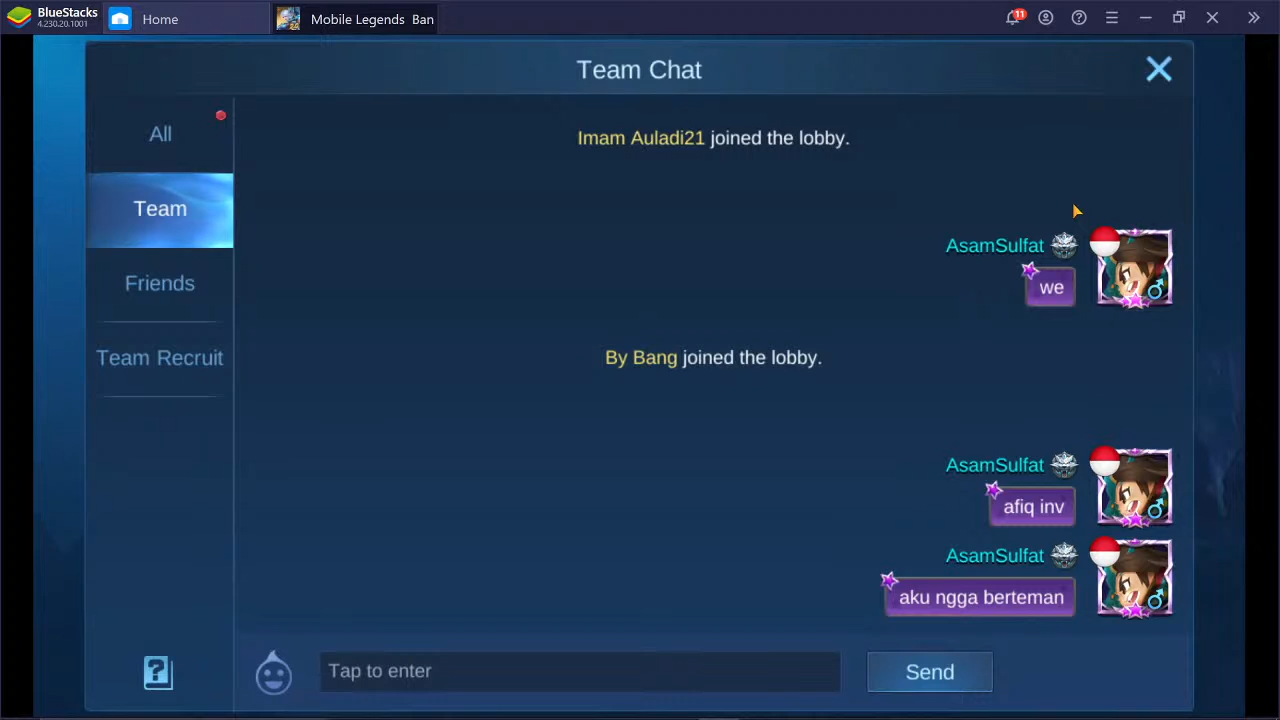 BlueStacks
4.230.20.1001
Home
Mobile Legends Ban
11
Team Chat
All
Imam Auladi21 joined the lobby.
Team
AsamSulfat
we
Friends
By Bang joined the lobby.
Team Recruit
AsamSulfat
afiq inv
AsamSulfat
aku ngga berteman
Tap to enter
Send